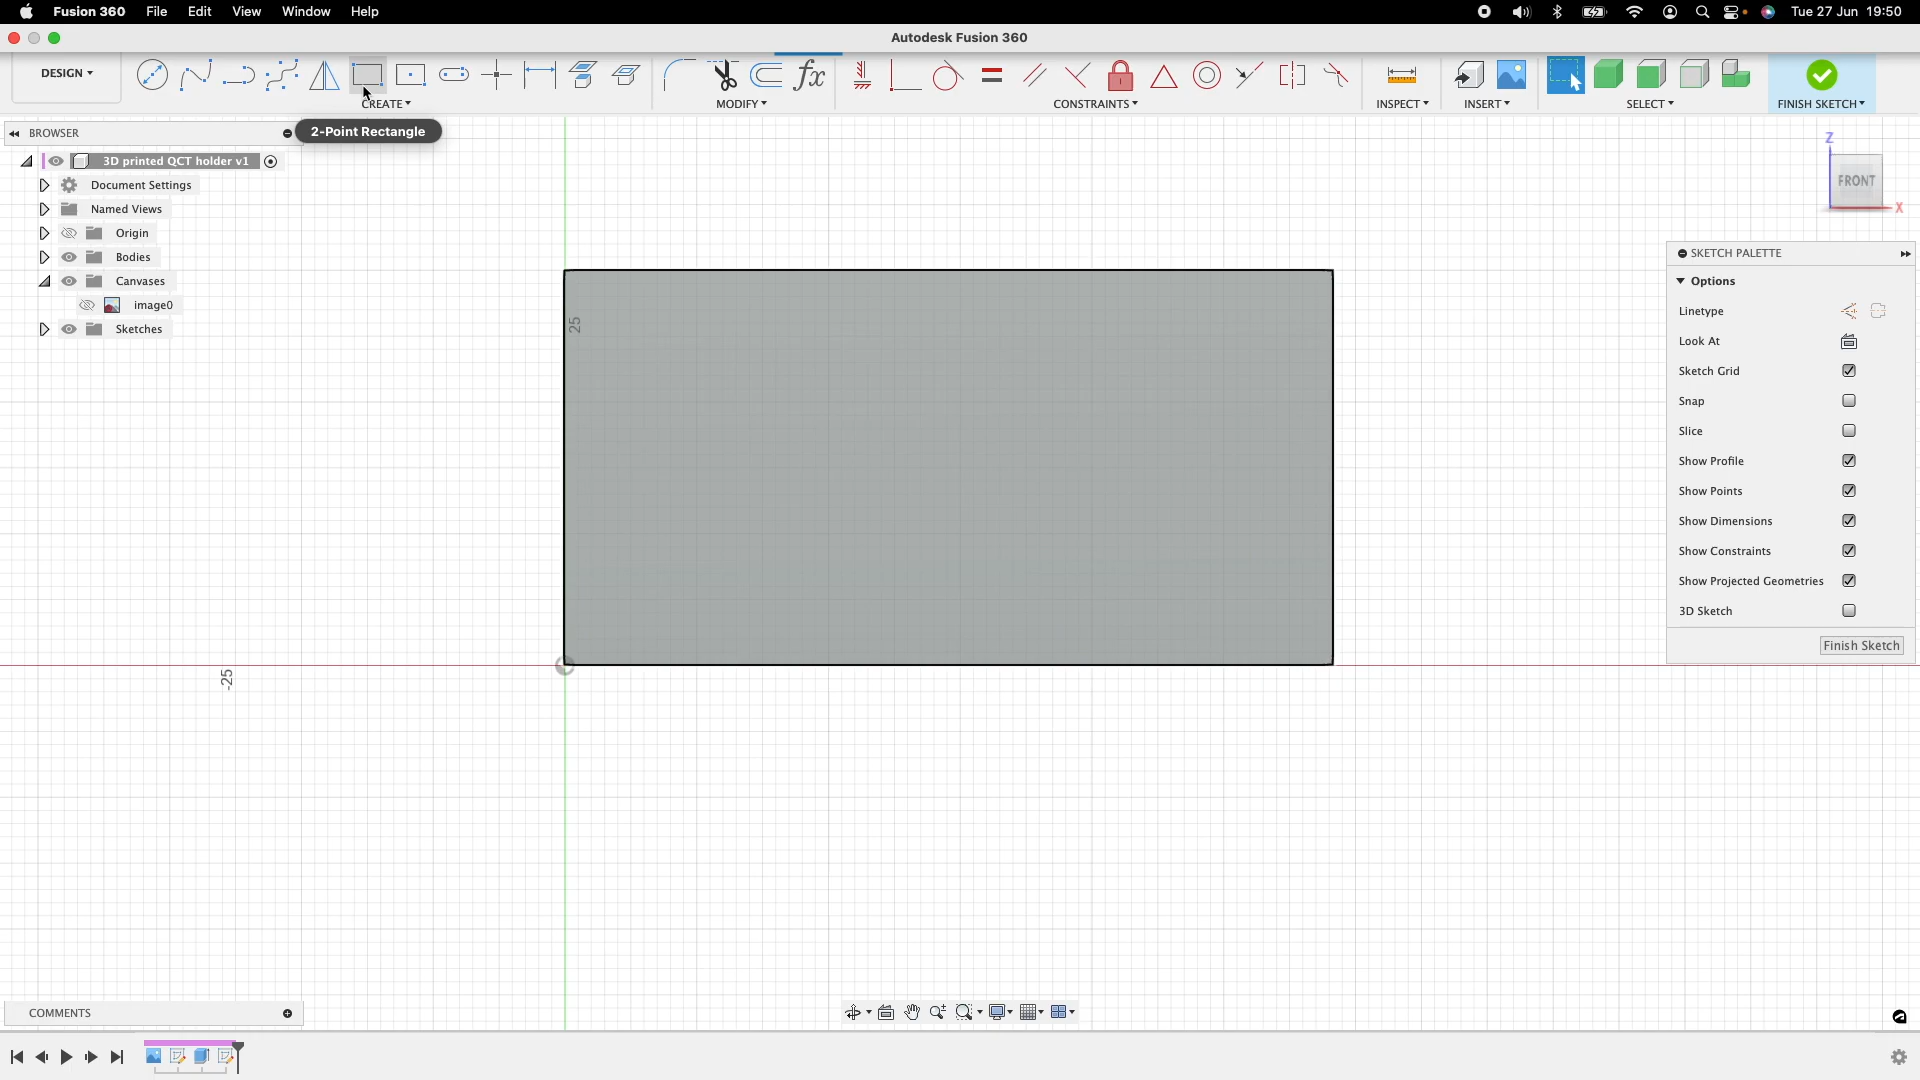 Fusion 360 File Edit View Window Help Tue 27 Jun 19:50
Autodesk Fusion 360
DESIGN
CREATE MODIFY CONSTRAINTS INSPECT INSERT SELECT FINISH SKETCH
fx
BROWSER
2-Point Rectangle
3D printed QCT holder v1
Document Settings
Named Views
Origin
Bodies
Canvases
image0
Sketches
25
-25
Z
FRONT
X
SKETCH PALETTE
Options
Linetype
Look At
Sketch Grid
Snap
Slice
Show Profile
Show Points
Show Dimensions
Show Constraints
Show Projected Geometries
3D Sketch
Finish Sketch
COMMENTS